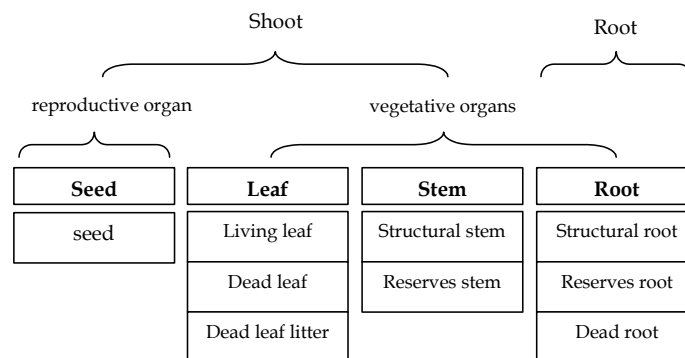 Shoot
Root
reproductive organ
vegetative organs
Seed
Leaf
Stem
Root
seed
Living leaf
Structural stem
Structural root
Dead leaf
Reserves stem
Reserves root
Dead leaf litter
Dead root